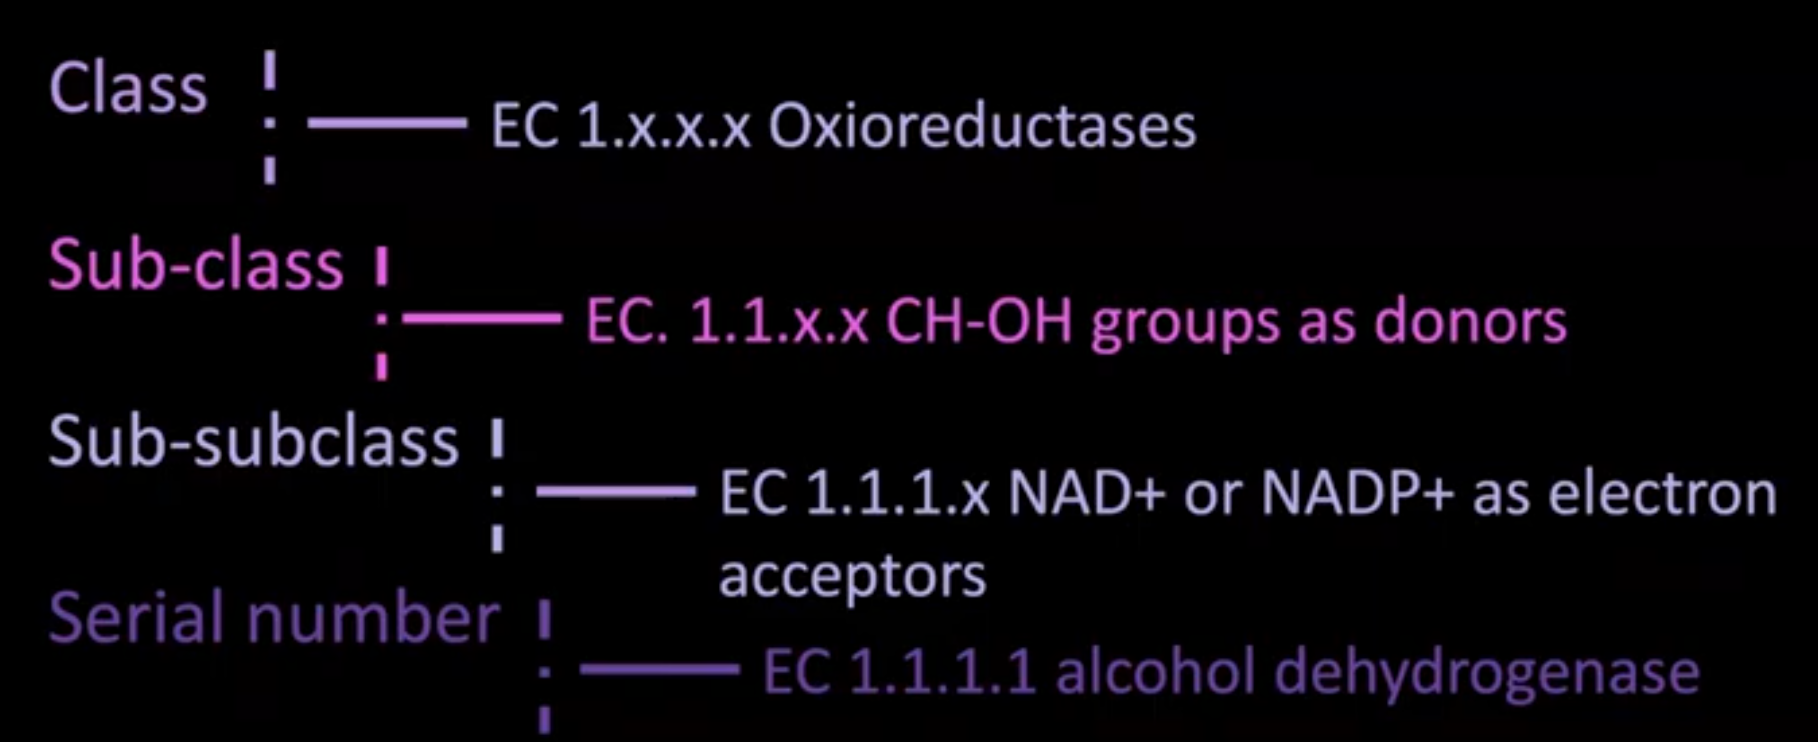 Class
EC 1.x.x.x Oxioreductases
Sub-class
EC. 1.1.x.x CH-OH groups as donors
Sub-subclass
EC 1.1.1.x NAD+ or NADP+ as electron
acceptors
Serial number
EC 1.1.1.1 alcohol dehydrogenase